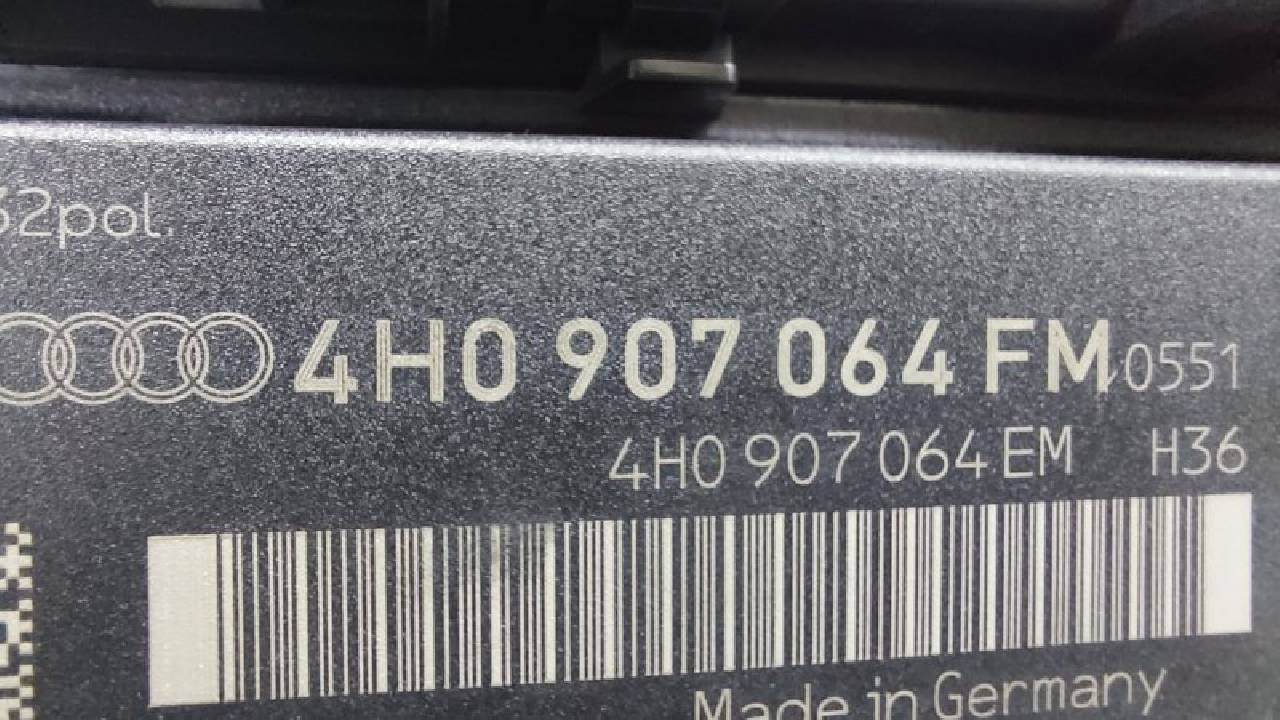 32pol.
4H0 907 064 FM 0551
4H0 907 064 EM H36
Made in Germany